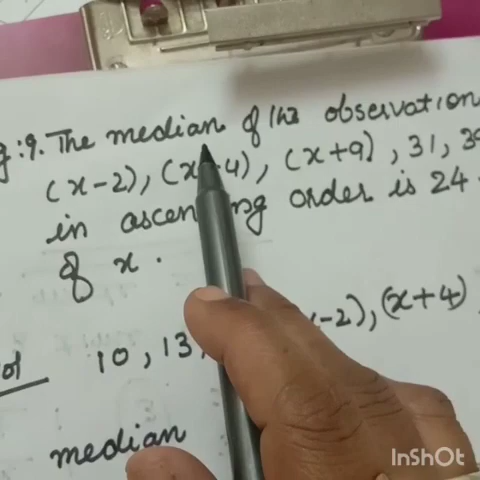 g:9. The median of the observation
(x-2), (x 4), (x+9), 31, 3
in ascen ng order is 24.
of x.
ol 10, 13, -2), (x+4)
median
InShOt